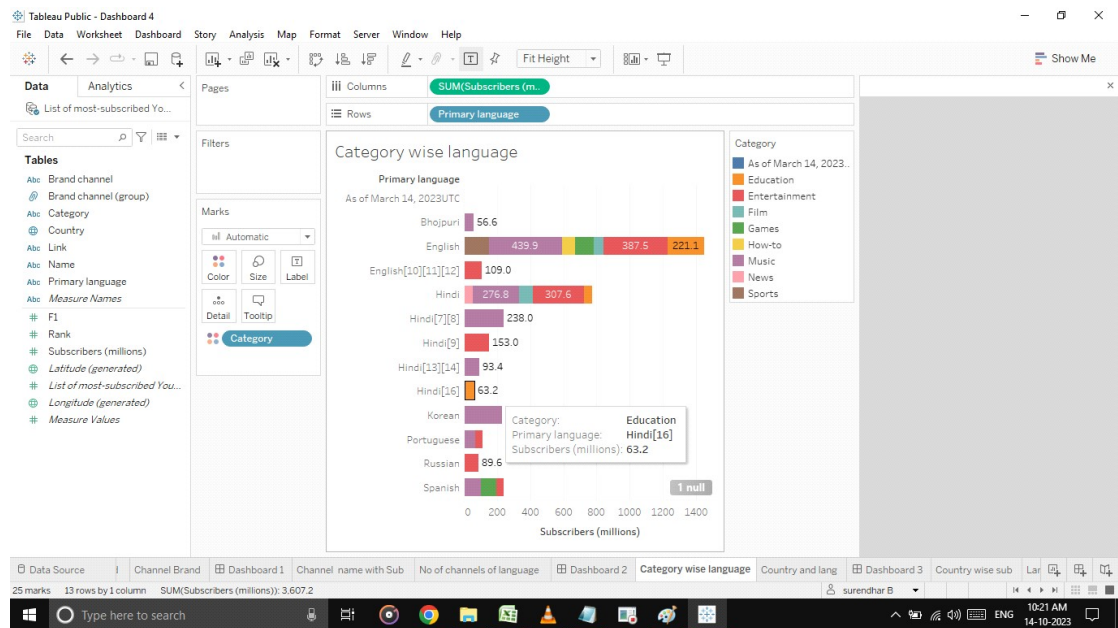 Tableau Public - Dashboard 4
File Data Worksheet Dashboard Story Analysis Map Format Server Window Help
Fit Height
Show Me
Data Analytics
List of most-subscribed Yo...
Search
Tables
Abc Brand channel
Brand channel (group)
Abc Category
Country
Abc Link
Abc Name
Abc Primary language
Abc Measure Names
# F1
# Rank
# Subscribers (millions)
Latitude (generated)
# List of most-subscribed You...
Longitude (generated)
# Measure Values
Pages
Filters
Marks
Automatic
Color Size Label
Detail Tooltip
Category
Columns SUM(Subscribers (m..
Rows Primary language
Category wise language
Primary language
As of March 14, 2023UTC
Bhojpuri 56.6
English 439.9 387.5 221.1
English[10][11][12] 109.0
Hindi 276.8 307.6
Hindi[7][8] 238.0
Hindi[9] 153.0
Hindi[13][14] 93.4
Hindi[16] 63.2
Korean
Portuguese
Russian 89.6
Spanish
Category: Education
Primary language: Hindi[16]
Subscribers (millions): 63.2
1 null
0 200 400 600 800 1000 1200 1400
Subscribers (millions)
Category
As of March 14, 2023..
Education
Entertainment
Film
Games
How-to
Music
News
Sports
Data Source Channel Brand Dashboard 1 Channel name with Sub No of channels of language Dashboard 2 Category wise language Country and lang Dashboard 3 Country wise sub Lar
25 marks 13 rows by 1 column SUM(Subscribers (millions)): 3,607.2 surendhar B
Type here to search
ENG
10:21 AM
14-10-2023